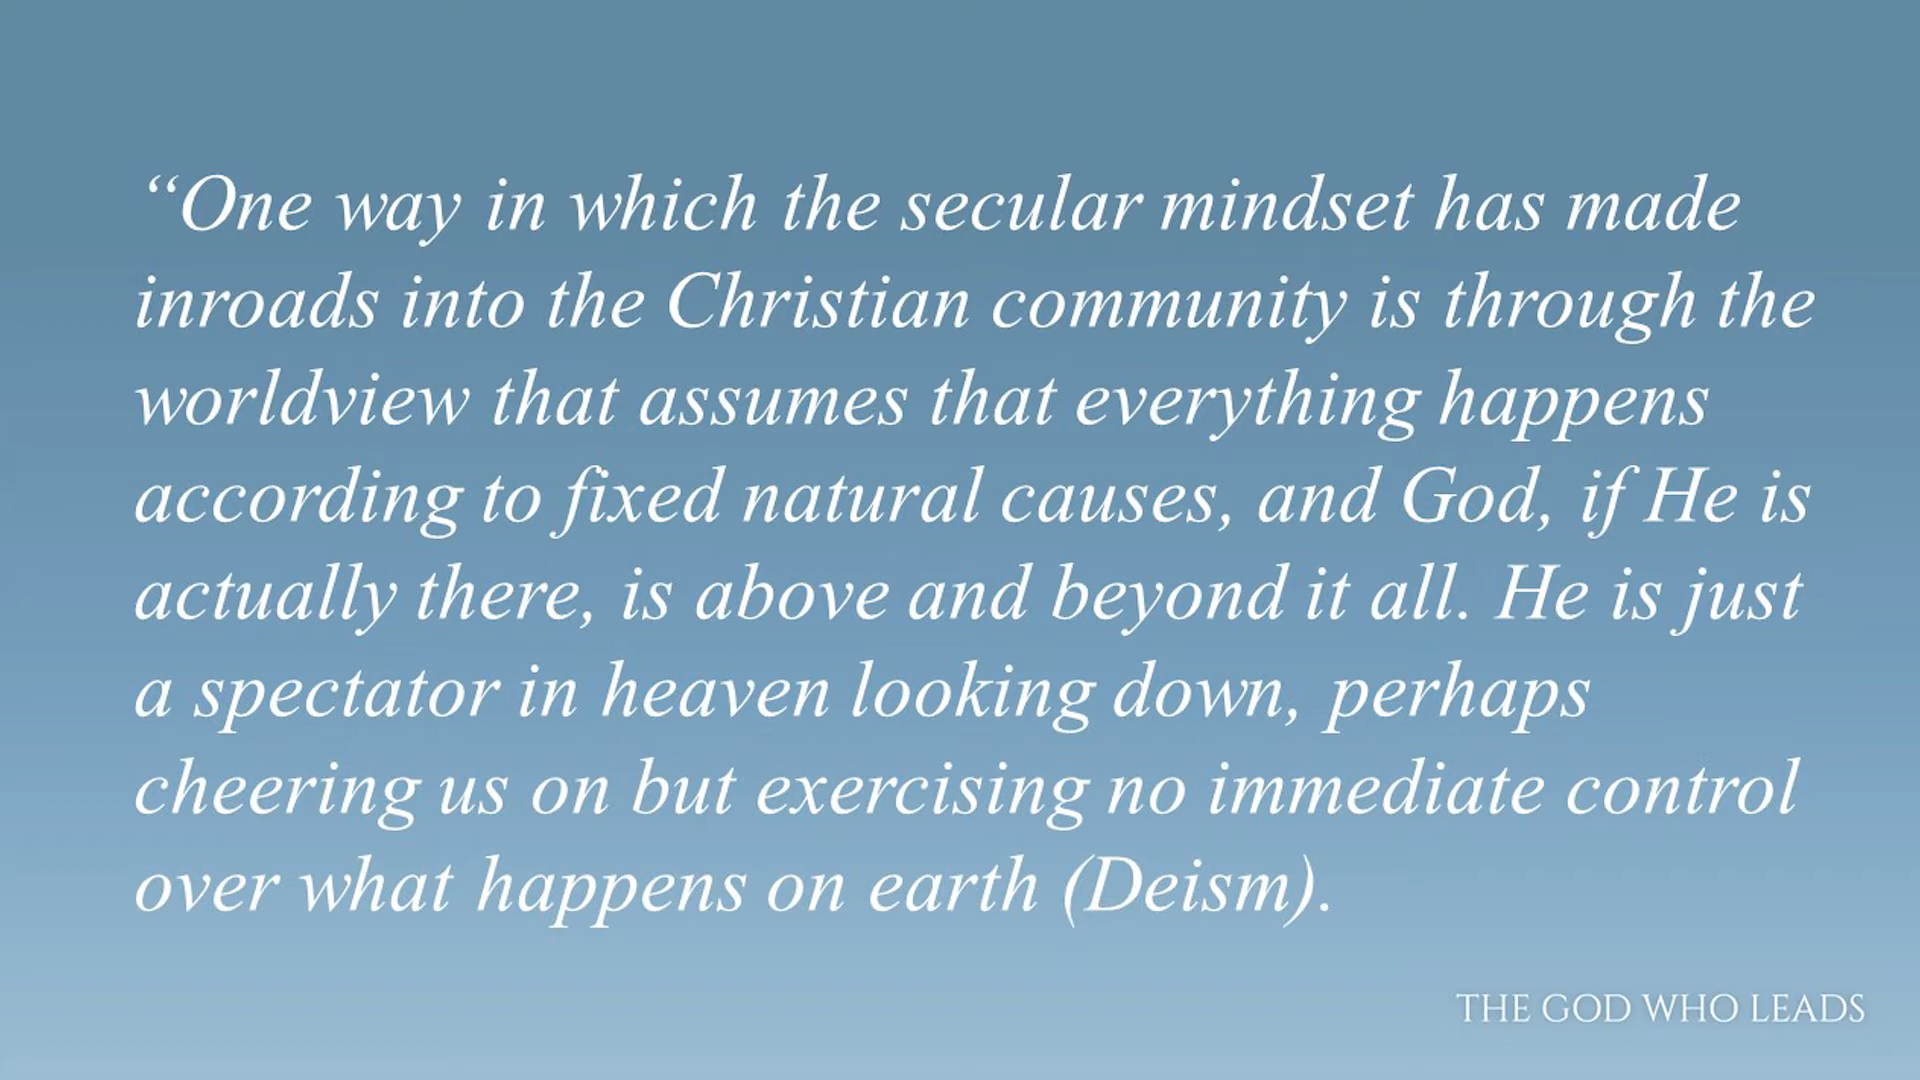 “One way in which the secular mindset has made
inroads into the Christian community is through the
worldview that assumes that everything happens
according to fixed natural causes, and God, if He is
actually there, is above and beyond it all. He is just
a spectator in heaven looking down, perhaps
cheering us on but exercising no immediate control
over what happens on earth (Deism).
THE GOD WHO LEADS